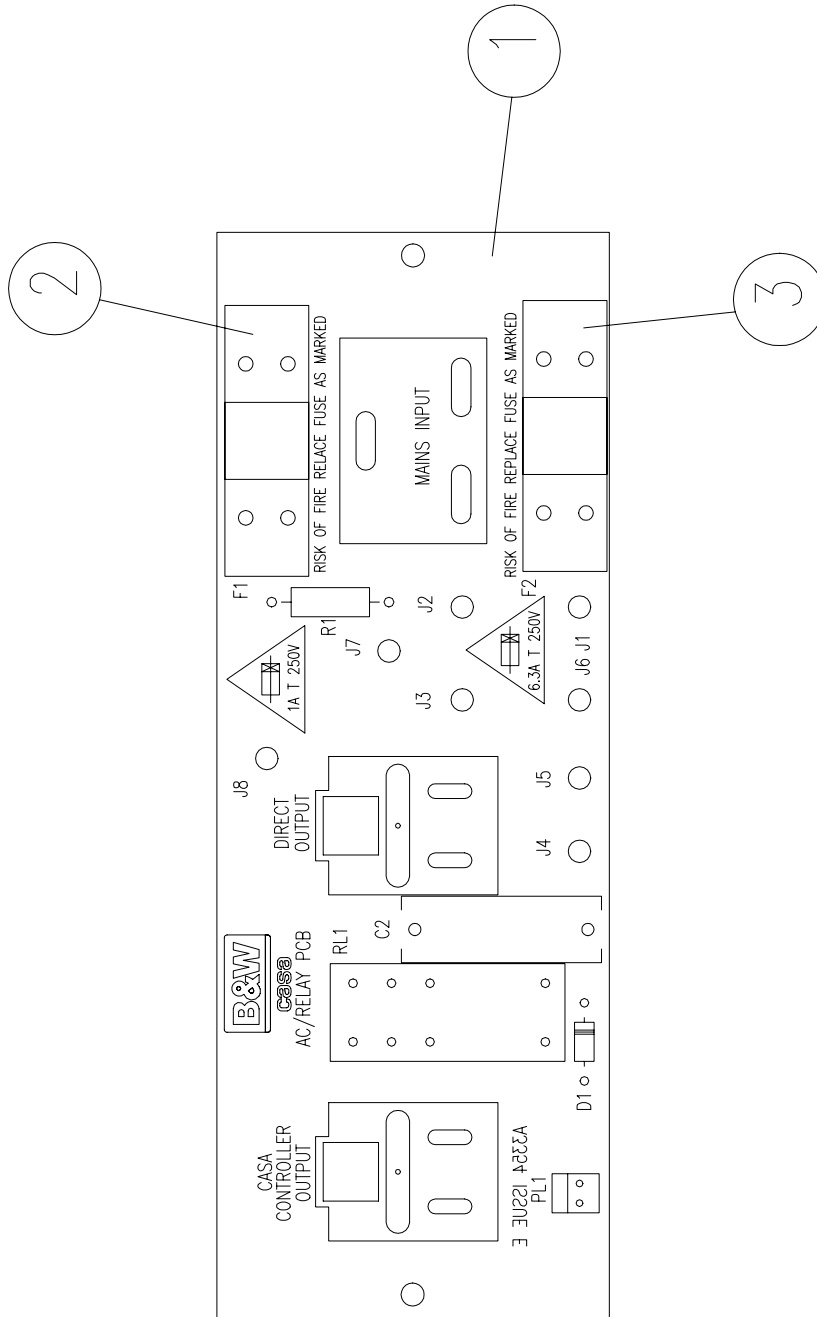 1
2
3
RISK OF FIRE RELACE FUSE AS MARKED
MAINS INPUT
RISK OF FIRE REPLACE FUSE AS MARKED
F1
R1
J7
J2
F2
1A T 250V
J3
6.3A T 250V
J6 J1
J8
DIRECT
OUTPUT
J5
J4
B&W
casa
AC/RELAY PCB
RL1
C2
D1
CASA
CONTROLLER
OUTPUT
A3354 ISSUE E
PL1